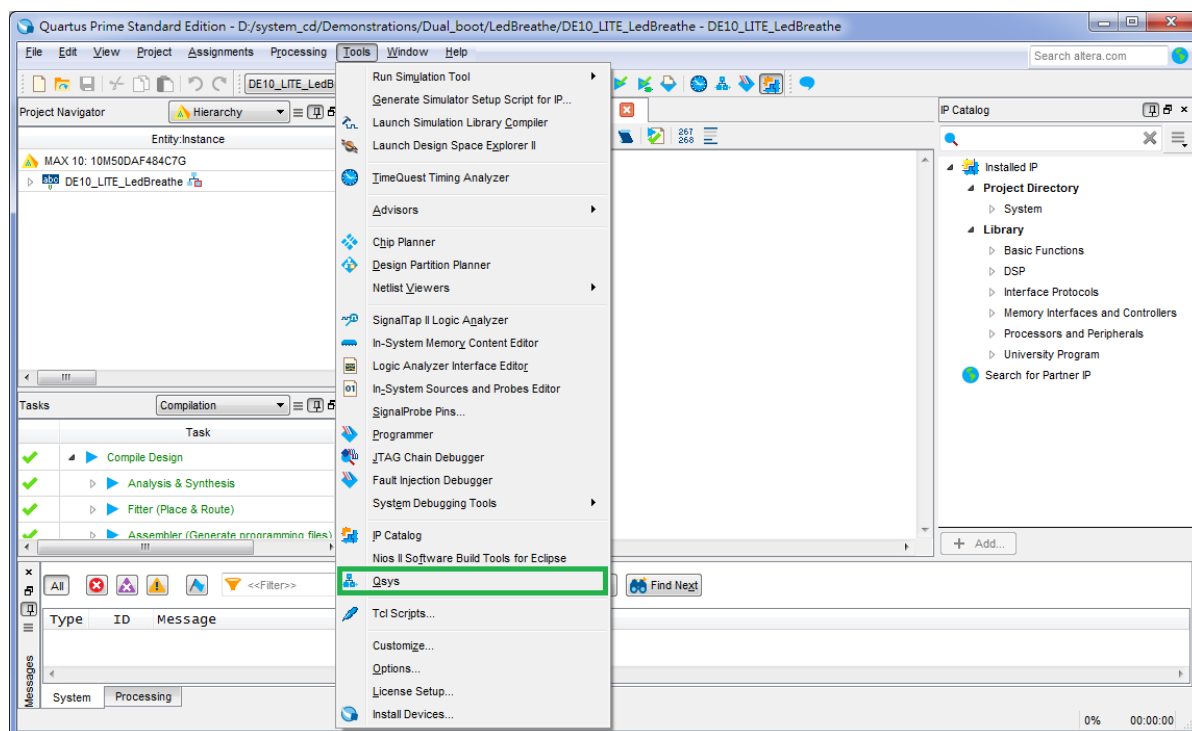 Quartus Prime Standard Edition - D:/system_cd/Demonstrations/Dual_boot/LedBreathe/DE10_LITE_LedBreathe - DE10_LITE_LedBreathe
File Edit View Project Assignments Processing Tools Window Help
Search altera.com
DE10_LITE_LedB
Project Navigator
Hierarchy
Entity:Instance
MAX 10: 10M50DAF484C7G
DE10_LITE_LedBreathe
Tasks
Compilation
Task
Compile Design
Analysis & Synthesis
Fitter (Place & Route)
Assembler (Generate programming files)
Run Simulation Tool
Generate Simulator Setup Script for IP...
Launch Simulation Library Compiler
Launch Design Space Explorer II
TimeQuest Timing Analyzer
Advisors
Chip Planner
Design Partition Planner
Netlist Viewers
SignalTap II Logic Analyzer
In-System Memory Content Editor
Logic Analyzer Interface Editor
In-System Sources and Probes Editor
SignalProbe Pins...
Programmer
JTAG Chain Debugger
Fault Injection Debugger
System Debugging Tools
IP Catalog
Nios II Software Build Tools for Eclipse
Qsys
Tcl Scripts...
Customize...
Options...
License Setup...
Install Devices...
267
268
IP Catalog
Installed IP
Project Directory
System
Library
Basic Functions
DSP
Interface Protocols
Memory Interfaces and Controllers
Processors and Peripherals
University Program
Search for Partner IP
+ Add...
All
<<Filter>>
Find Next
Type ID Message
Messages
System Processing
0% 00:00:00